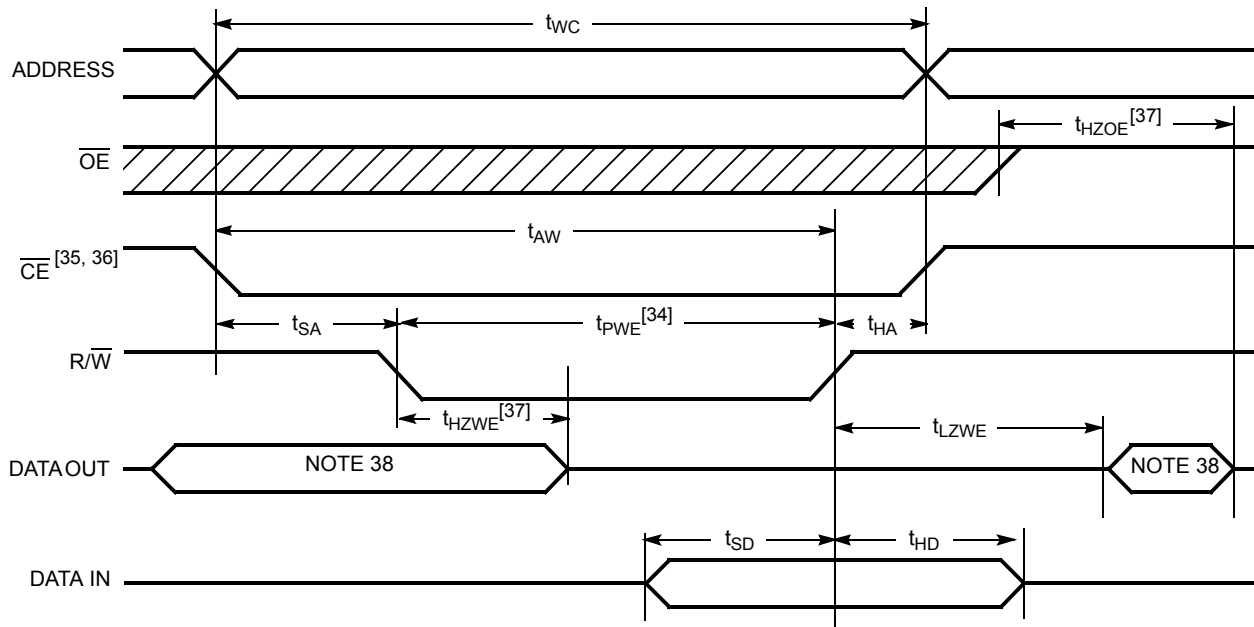 tWC
ADDRESS
tHZOE[37]
OE
tAW
CE [35, 36]
tSA
tPWE[34]
tHA
R/W
tHZWE[37]
tLZWE
DATA OUT
NOTE 38
NOTE 38
tSD
tHD
DATA IN